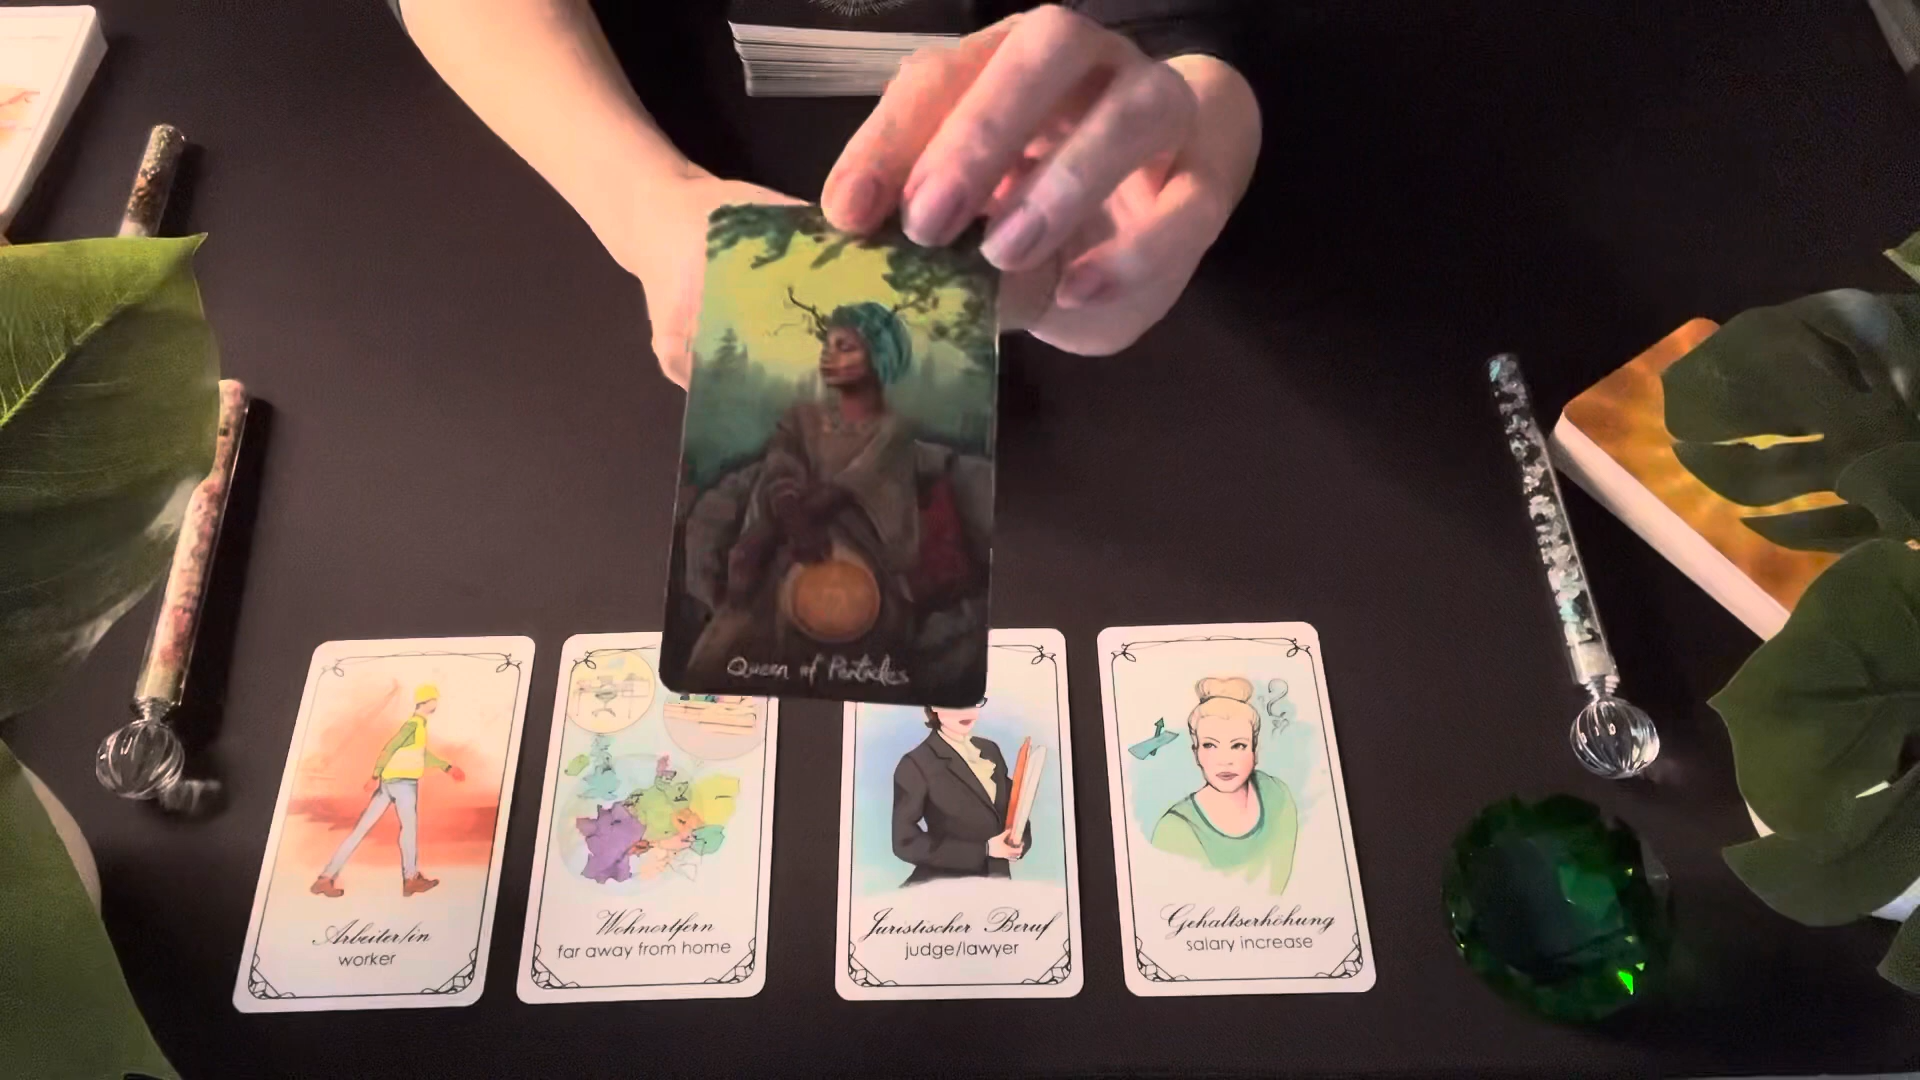 Queen of Pentacles
Arbeiter/in
worker
Wohnortfern
far away from home
Juristischer Beruf
judge/lawyer
Gehaltserhöhung
salary increase